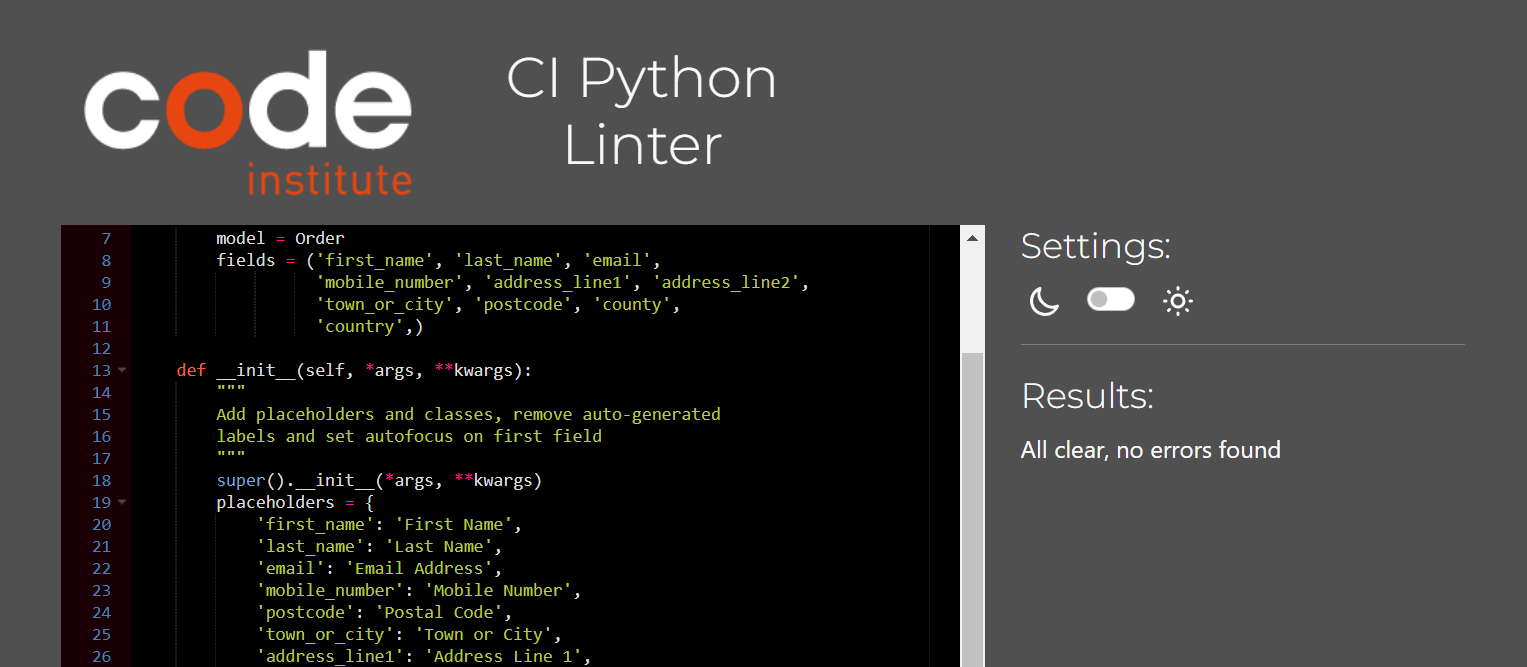 code
institute
CI Python
Linter
7 model = Order
8 fields = ('first_name', 'last_name', 'email',
9 'mobile_number', 'address_line1', 'address_line2',
10 'town_or_city', 'postcode', 'county',
11 'country',)
12
13 def __init__(self, *args, **kwargs):
14 """
15 Add placeholders and classes, remove auto-generated
16 labels and set autofocus on first field
17 """
18 super().__init__(*args, **kwargs)
19 placeholders = {
20 'first_name': 'First Name',
21 'last_name': 'Last Name',
22 'email': 'Email Address',
23 'mobile_number': 'Mobile Number',
24 'postcode': 'Postal Code',
25 'town_or_city': 'Town or City',
26 'address_line1': 'Address Line 1',
Settings:
Results:
All clear, no errors found